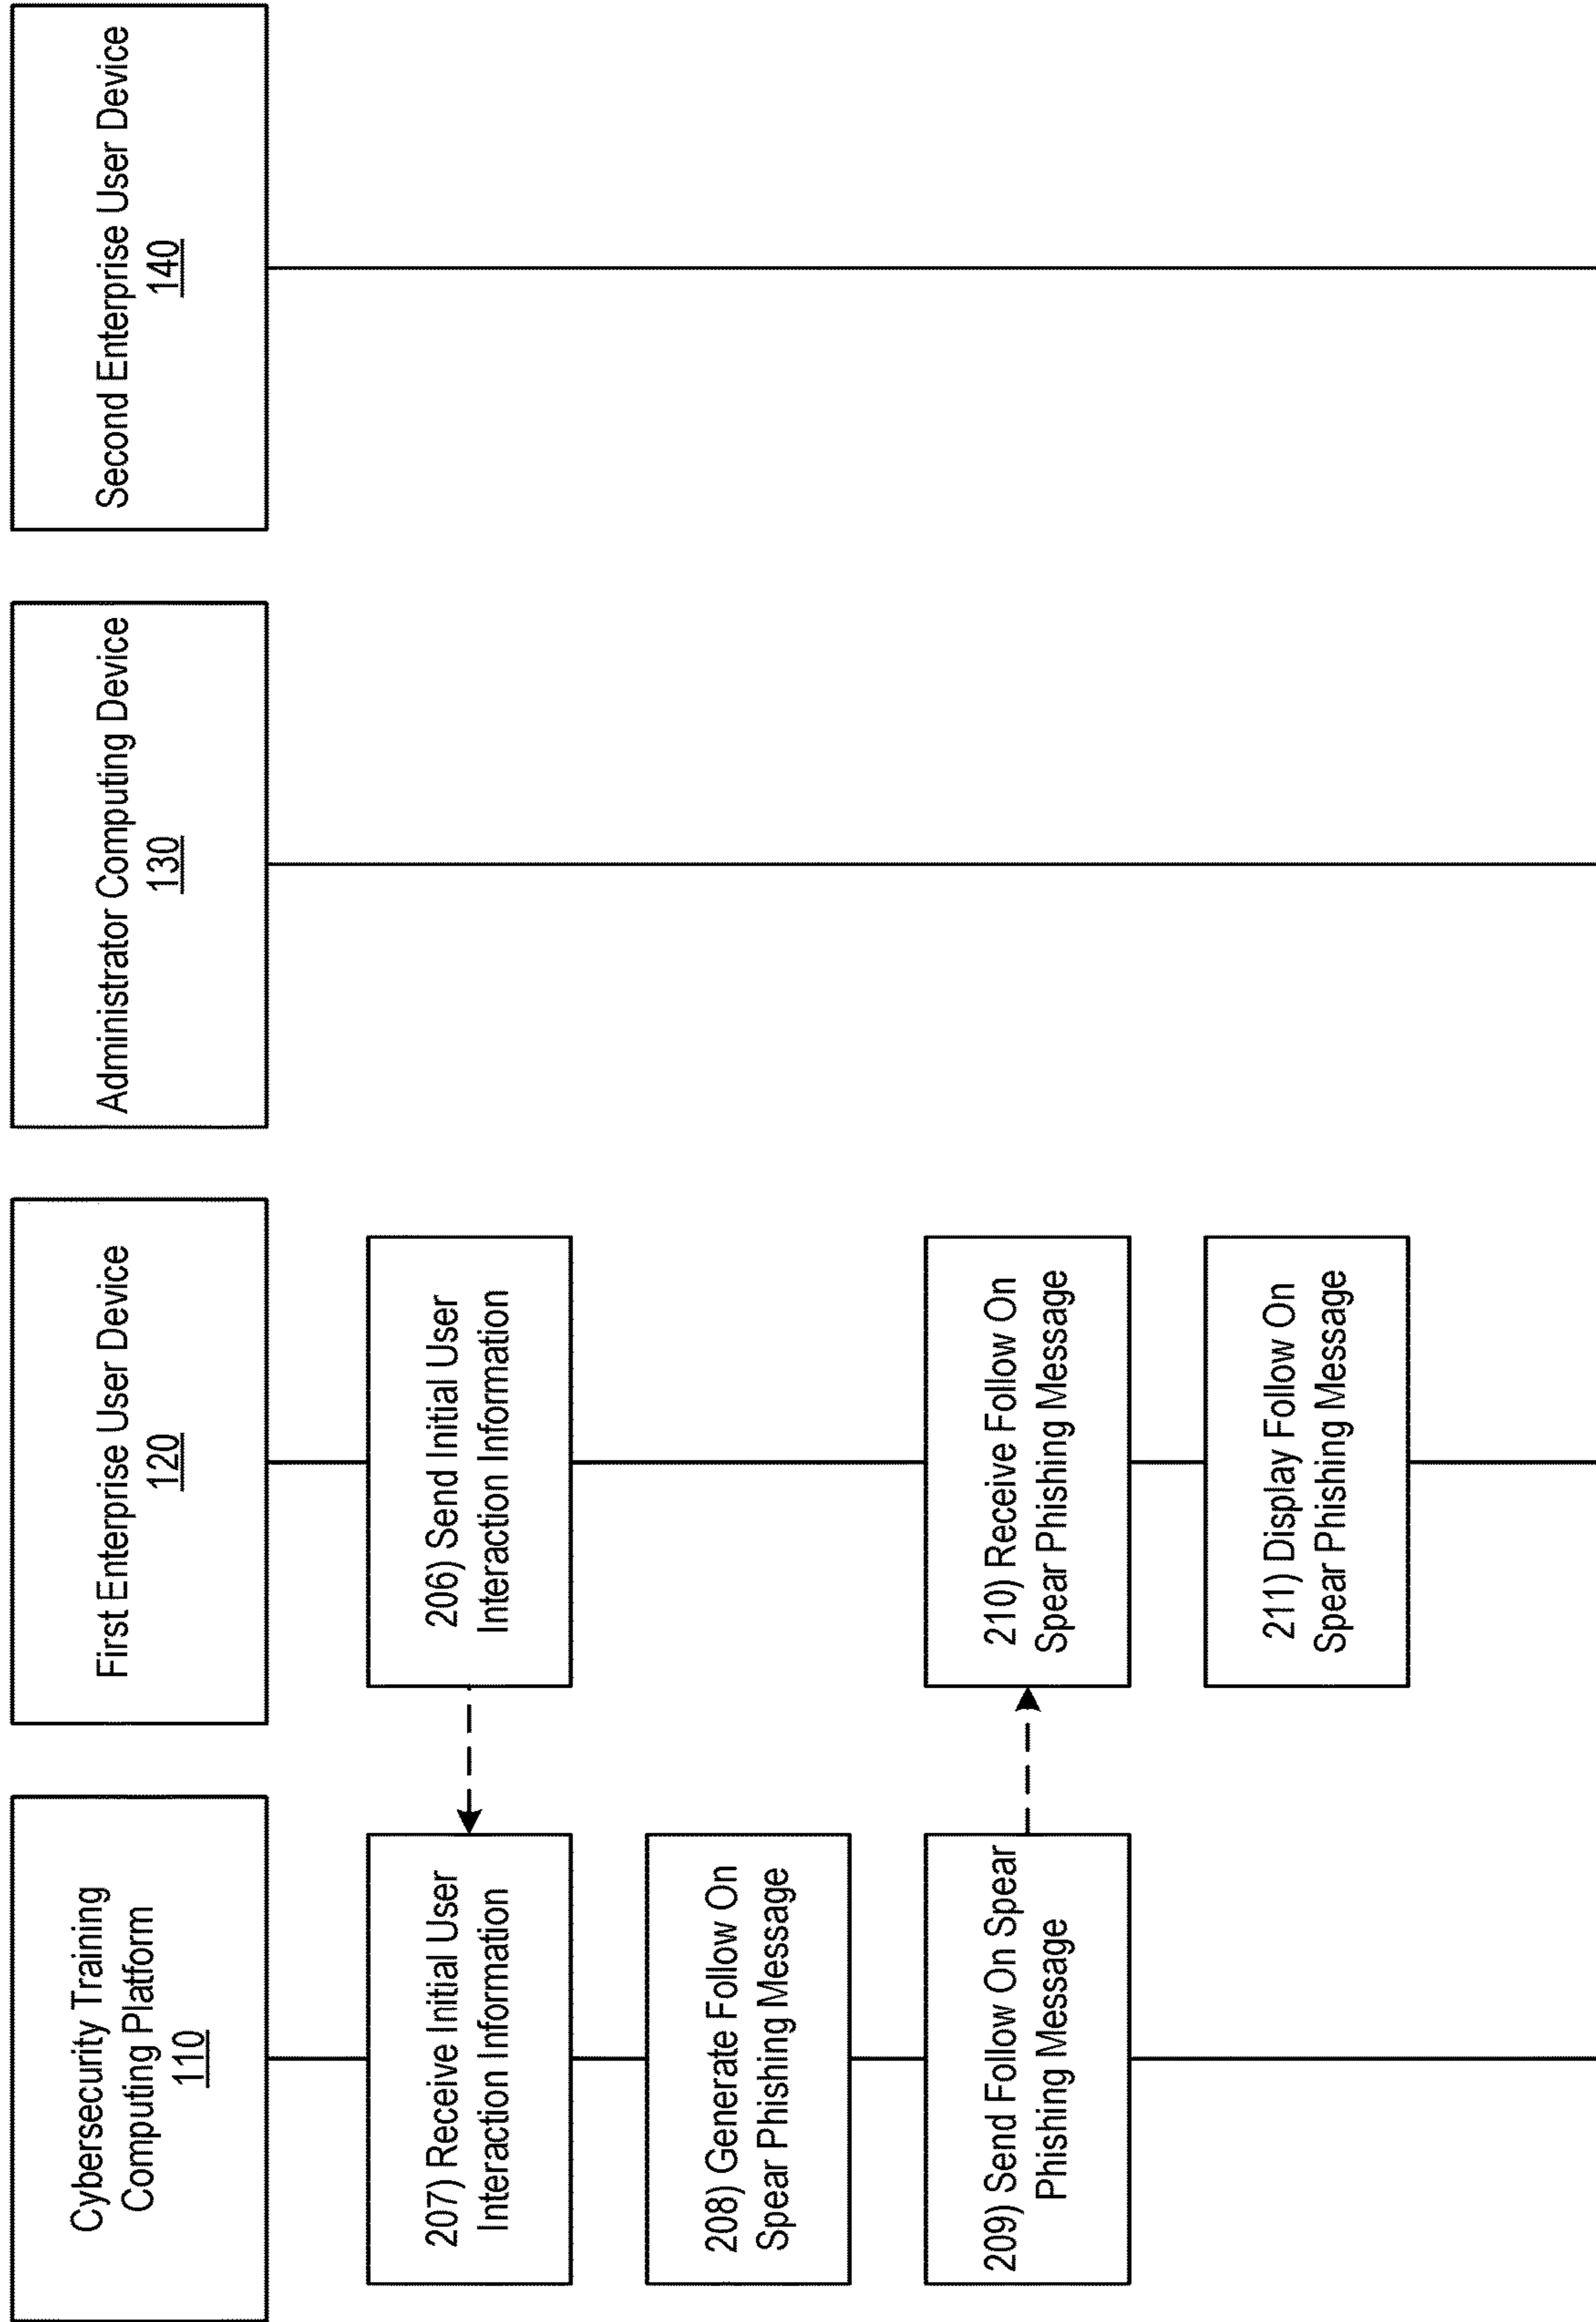 Cybersecurity Training
Computing Platform
110
First Enterprise User Device
120
Administrator Computing Device
130
Second Enterprise User Device
140
206) Send Initial User
Interaction Information
207) Receive Initial User
Interaction Information
208) Generate Follow On
Spear Phishing Message
209) Send Follow On Spear
Phishing Message
210) Receive Follow On
Spear Phishing Message
211) Display Follow On
Spear Phishing Message